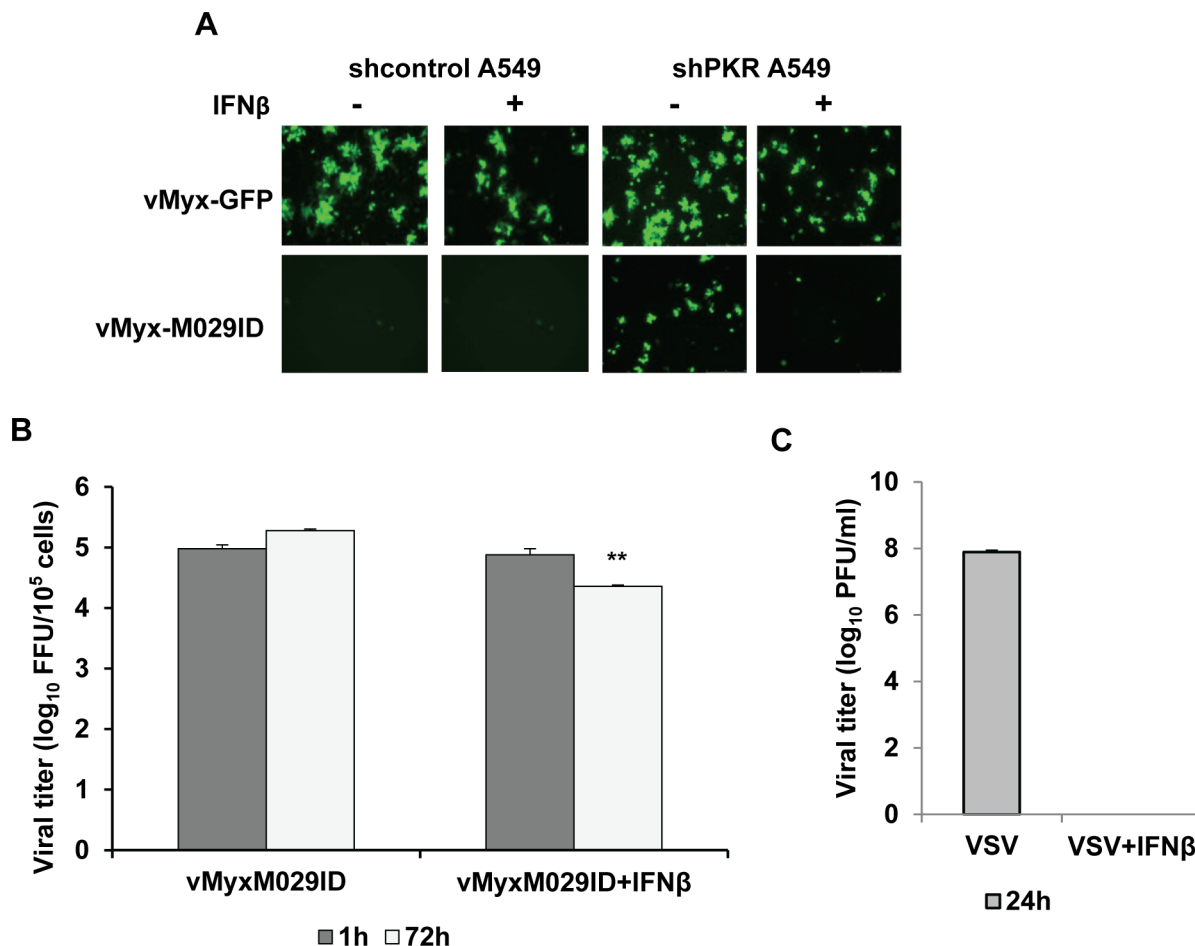 A
shcontrol A549 shPKR A549
IFNβ - + - +
vMyx-GFP
vMyx-M029ID
B
Viral titer (log10 FFU/10^5 cells)
6
5
4
3
2
1
0
**
vMyxM029ID vMyxM029ID+IFNβ
1h 72h
C
Viral titer (log10 PFU/ml)
10
8
6
4
2
0
VSV VSV+IFNβ
24h